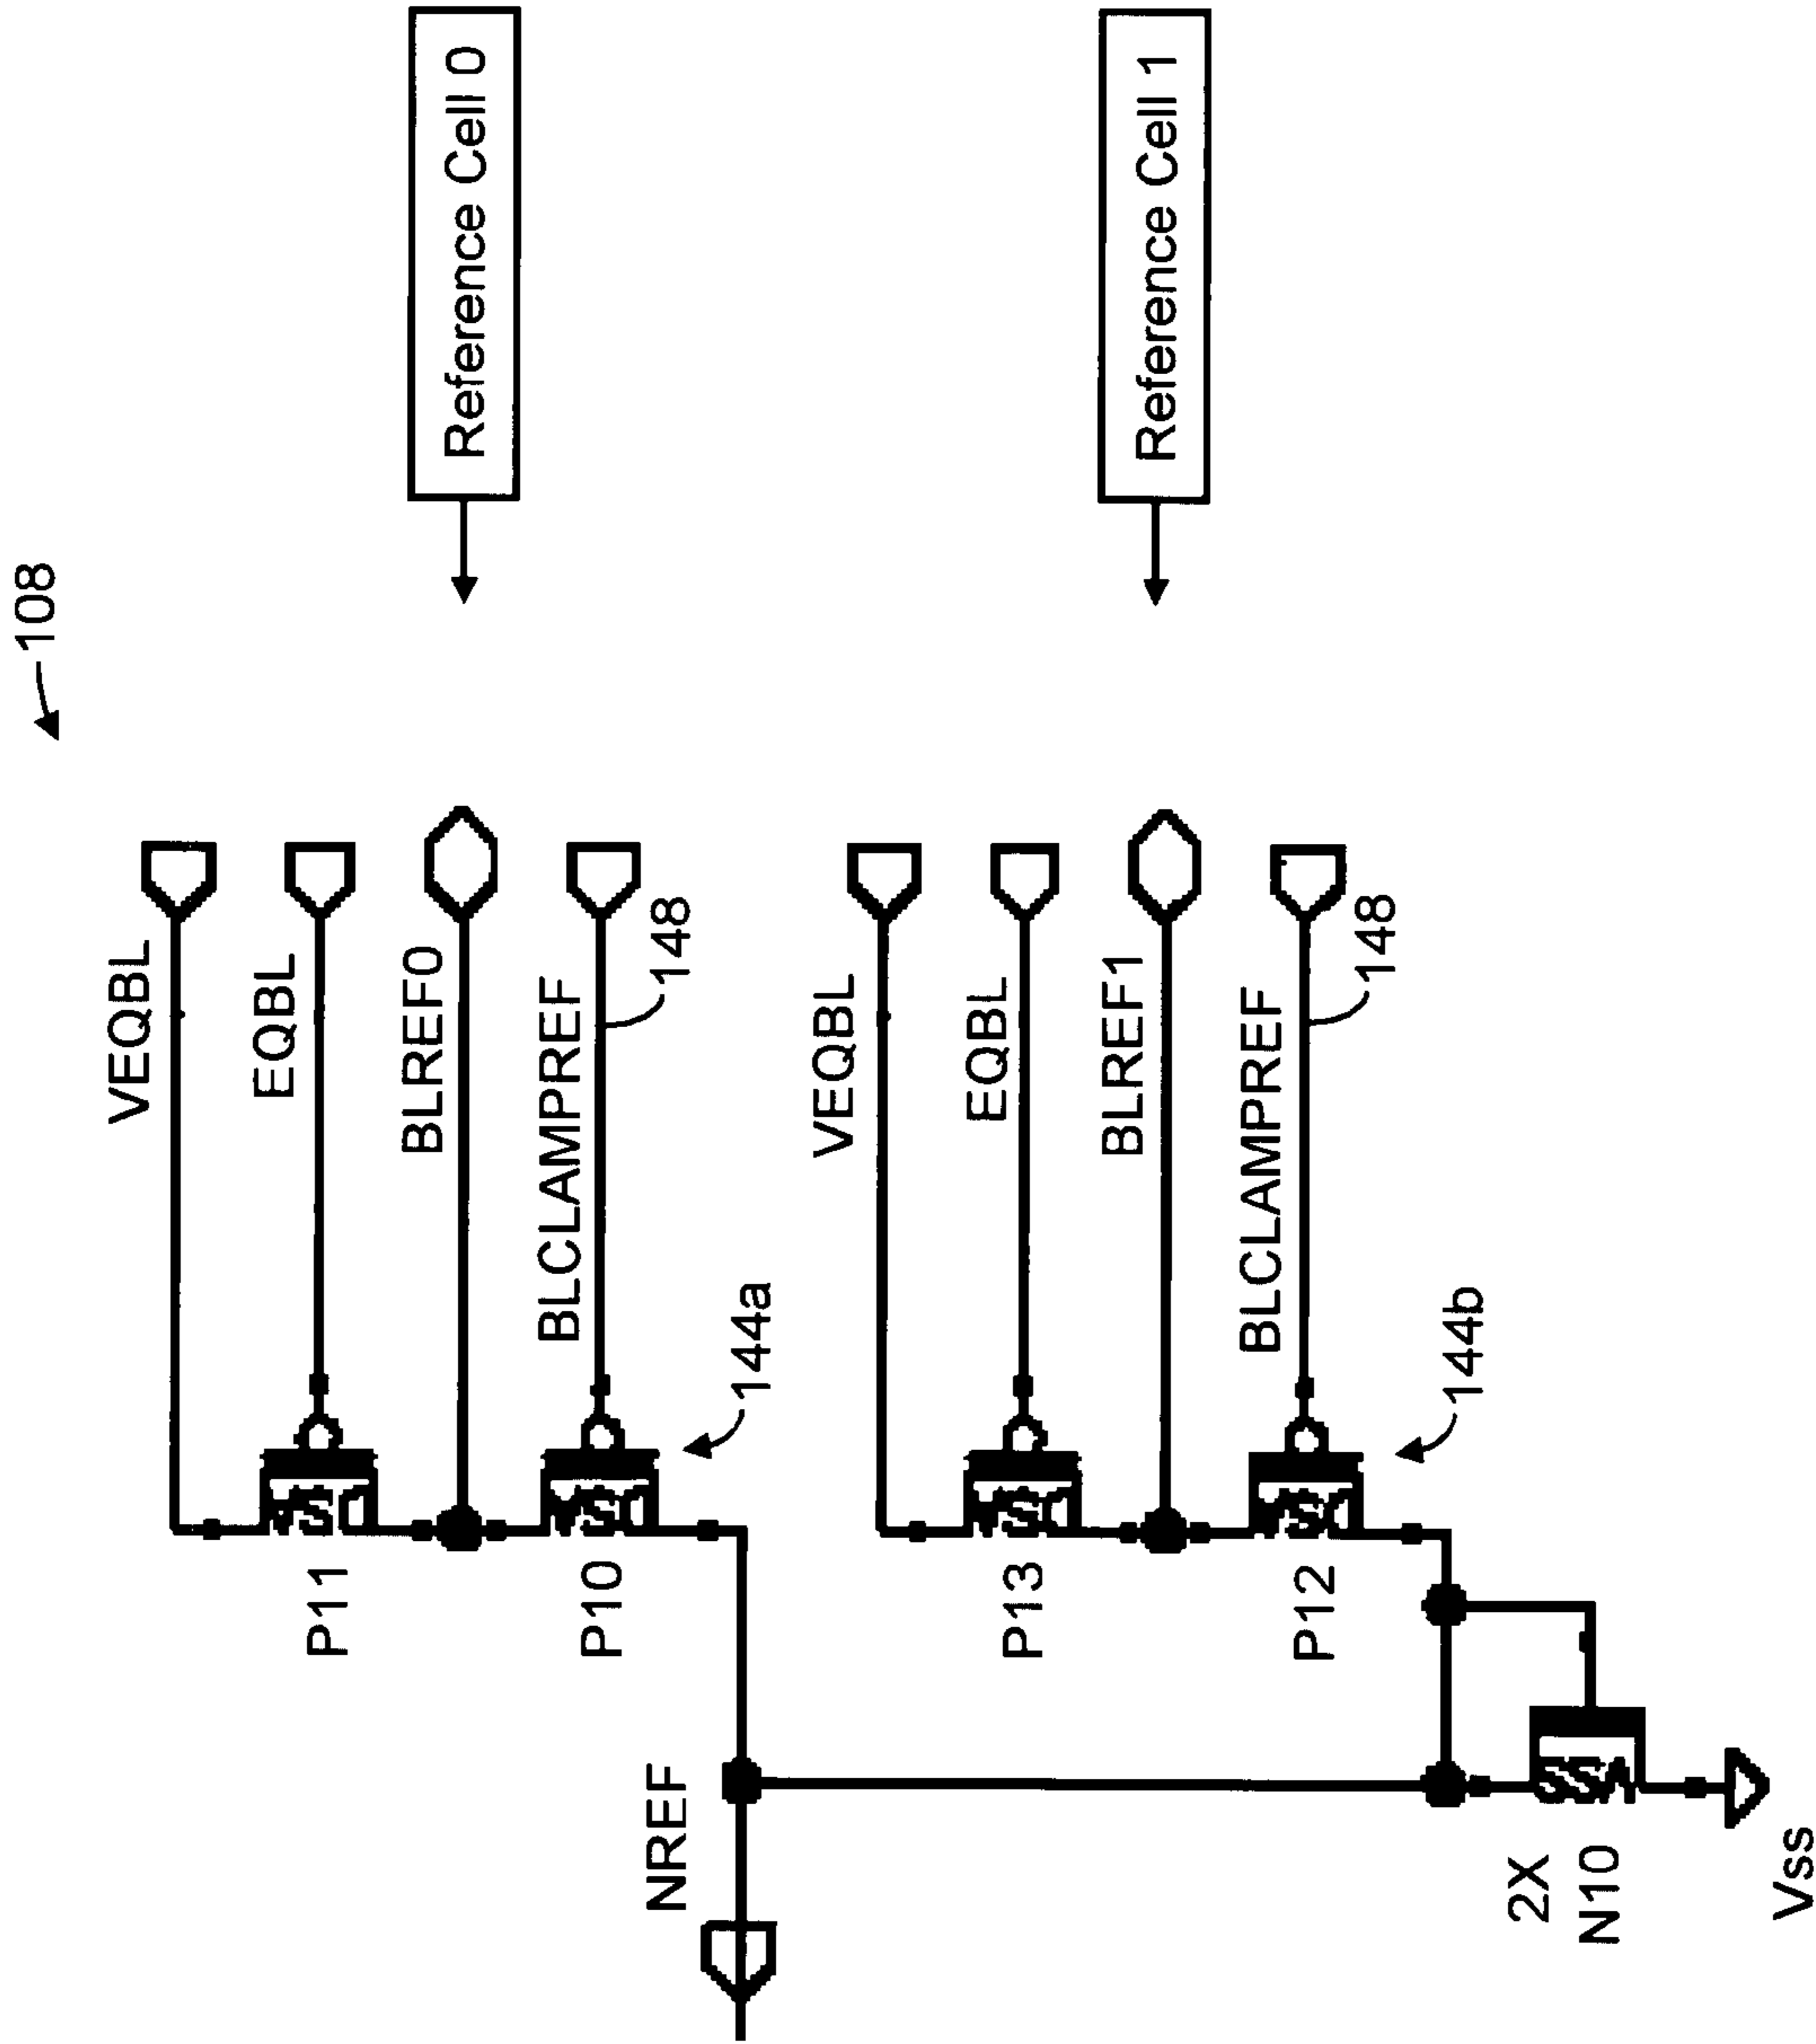 108
VEQBL
EQBL
BLREF0
BLCLAMPREF
148
144a
P11
P10
Reference Cell 0
VEQBL
EQBL
BLREF1
BLCLAMPREF
148
144b
P13
P12
Reference Cell 1
NREF
2X
N10
Vss